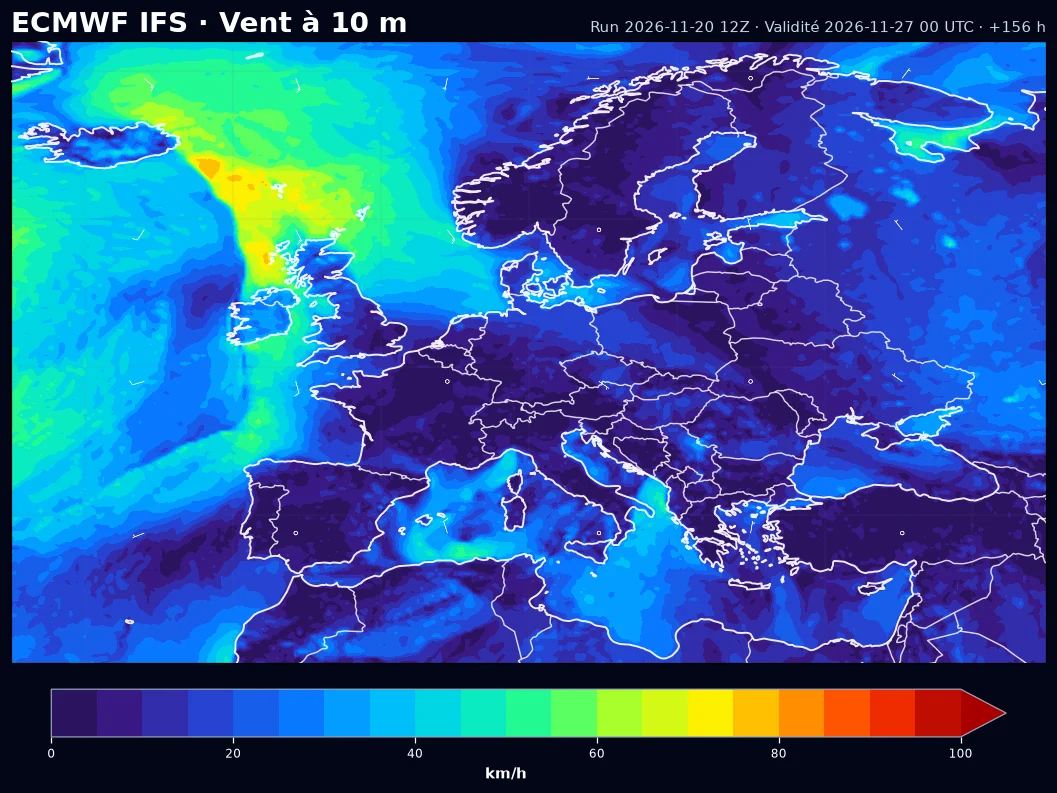 ECMWF IFS · Vent à 10 m
Run 2026-11-20 12Z · Validité 2026-11-27 00 UTC · +156 h
0 20 40 60 80 100
km/h